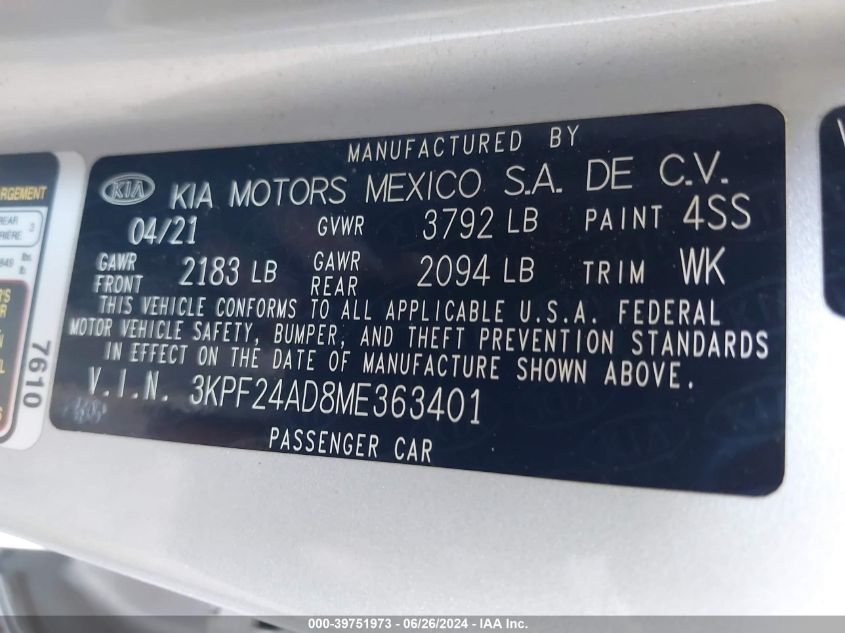 MANUFACTURED BY
KIA KIA MOTORS MEXICO S.A. DE C.V.
04/21 GVWR 3792 LB PAINT 4SS
GAWR FRONT 2183 LB GAWR REAR 2094 LB TRIM WK
THIS VEHICLE CONFORMS TO ALL APPLICABLE U.S.A. FEDERAL
MOTOR VEHICLE SAFETY, BUMPER, AND THEFT PREVENTION STANDARDS
IN EFFECT ON THE DATE OF MANUFACTURE SHOWN ABOVE.
V.I.N. 3KPF24AD8ME363401
PASSENGER CAR
7610
000-39751973 - 06/26/2024 - IAA Inc.